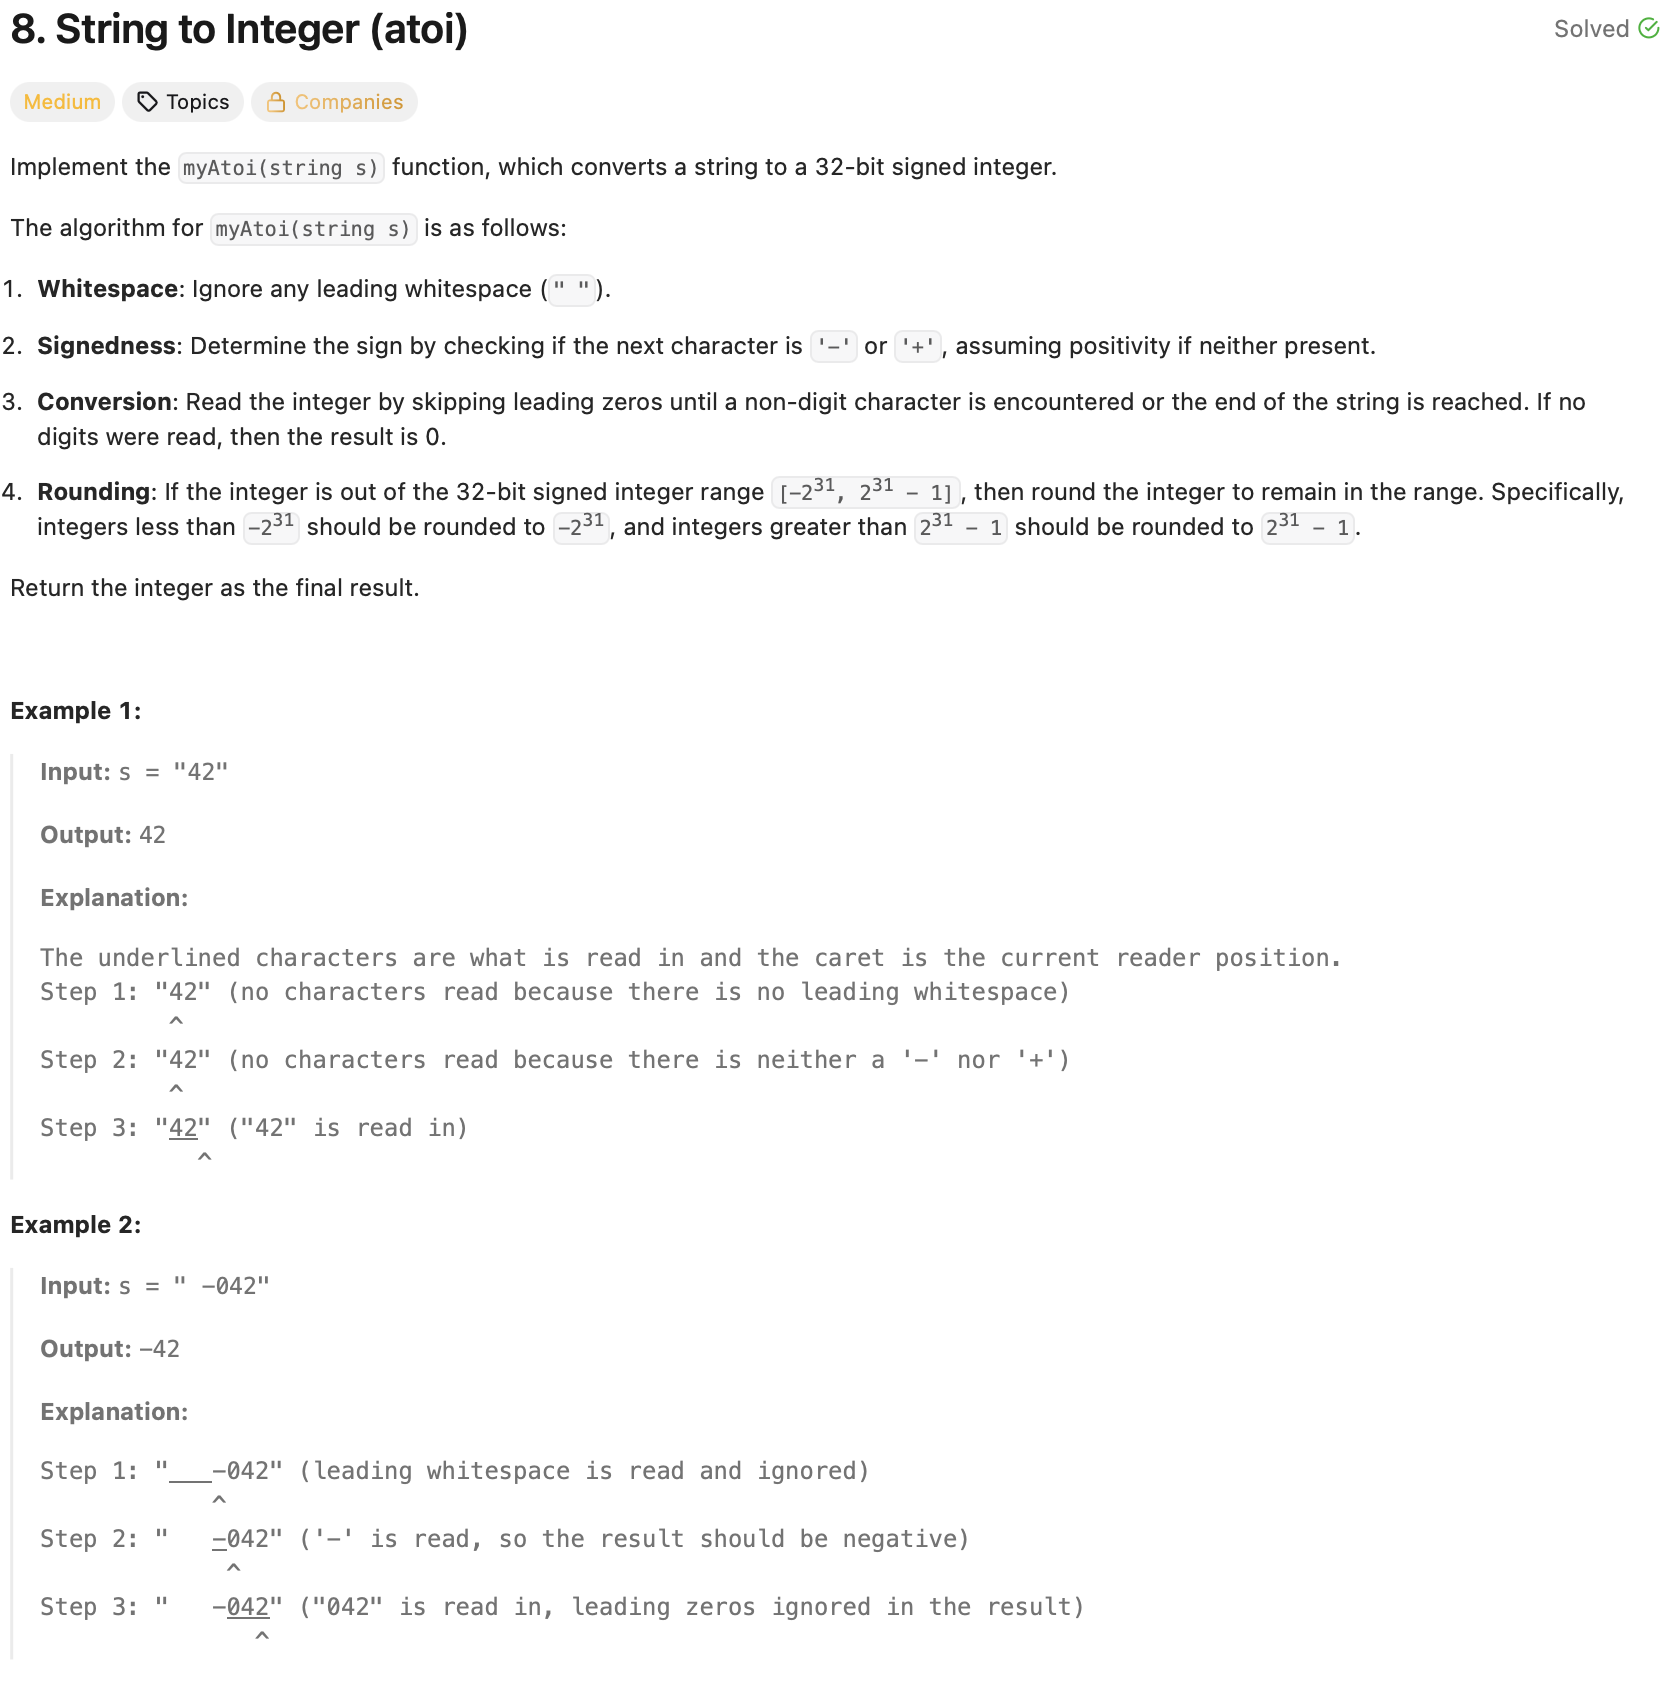 8. String to Integer (atoi)
Solved
Medium
Topics
Companies
Implement the myAtoi(string s) function, which converts a string to a 32-bit signed integer.
The algorithm for myAtoi(string s) is as follows:
1. Whitespace: Ignore any leading whitespace (" ").
2. Signedness: Determine the sign by checking if the next character is '-' or '+', assuming positivity if neither present.
3. Conversion: Read the integer by skipping leading zeros until a non-digit character is encountered or the end of the string is reached. If no
digits were read, then the result is 0.
4. Rounding: If the integer is out of the 32-bit signed integer range [-2³¹, 2³¹ - 1], then round the integer to remain in the range. Specifically,
integers less than -2³¹ should be rounded to -2³¹, and integers greater than 2³¹ - 1 should be rounded to 2³¹ - 1.
Return the integer as the final result.
Example 1:
Input: s = "42"
Output: 42
Explanation:
The underlined characters are what is read in and the caret is the current reader position.
Step 1: "42" (no characters read because there is no leading whitespace)
^
Step 2: "42" (no characters read because there is neither a '-' nor '+')
^
Step 3: "42" ("42" is read in)
^
Example 2:
Input: s = " -042"
Output: -42
Explanation:
Step 1: "___-042" (leading whitespace is read and ignored)
^
Step 2: "   -042" ('-' is read, so the result should be negative)
^
Step 3: "   -042" ("042" is read in, leading zeros ignored in the result)
^